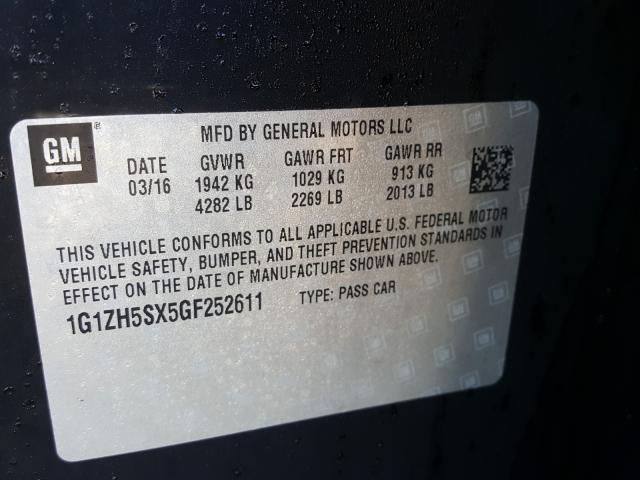 GM
MFD BY GENERAL MOTORS LLC
DATE GVWR GAWR FRT GAWR RR
03/16 1942 KG 1029 KG 913 KG
4282 LB 2269 LB 2013 LB
THIS VEHICLE CONFORMS TO ALL APPLICABLE U.S. FEDERAL MOTOR
VEHICLE SAFETY, BUMPER, AND THEFT PREVENTION STANDARDS IN
EFFECT ON THE DATE OF MANUFACTURE SHOWN ABOVE.
1G1ZH5SX5GF252611 TYPE: PASS CAR